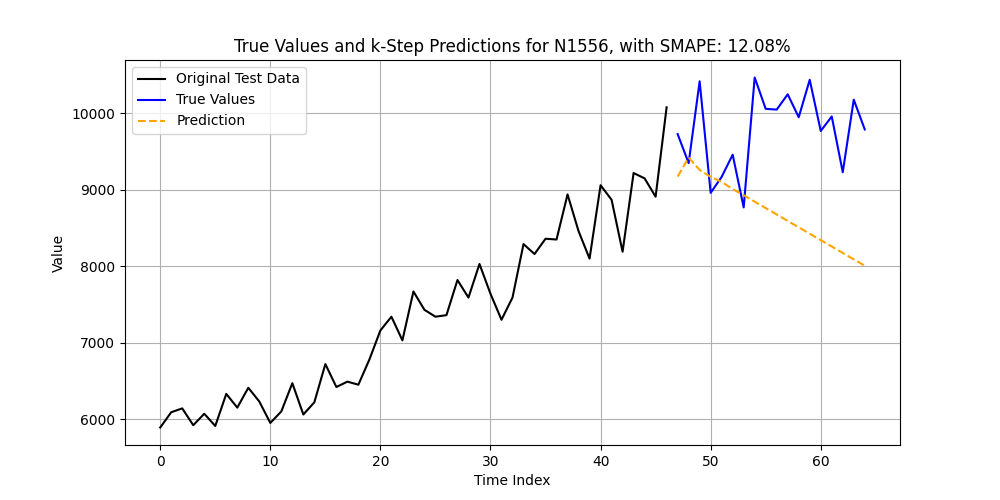 True Values and k-Step Predictions for N1556, with SMAPE: 12.08%
Original Test Data
True Values
Prediction
Value
10000
9000
8000
7000
6000
0 10 20 30 40 50 60
Time Index